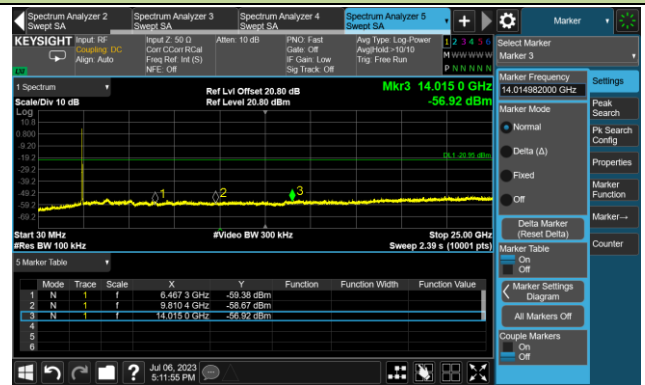 Spectrum Analyzer 2
Swept SA
Spectrum Analyzer 3
Swept SA
Spectrum Analyzer 4
Swept SA
Spectrum Analyzer 5
Swept SA
Marker
KEYSIGHT
Input: RF
Coupling: DC
Align: Auto
Input Z: 50 Ω
Corr CCorr RCal
Freq Ref: Int (S)
NFE: Off
Atten: 10 dB
PNO: Fast
Gate: Off
IF Gain: Low
Sig Track: Off
Avg Type: Log-Power
Avg|Hold:>10/10
Trig: Free Run
1 2 3 4 5 6
M W W W W W
P N N N N N
LU
Select Marker
Marker 3
1 Spectrum
Scale/Div 10 dB
Ref Lvl Offset 20.80 dB
Ref Level 20.80 dBm
Mkr3 14.015 0 GHz
-56.92 dBm
Log
10.8
0.800
-9.20
-19.2
-29.2
-39.2
-49.2
-59.2
-69.2
1
2
3
Start 30 MHz
#Res BW 100 kHz
#Video BW 300 kHz
Stop 25.00 GHz
Sweep 2.39 s (10001 pts)
5 Marker Table
Mode Trace Scale X Y Function Function Width Function Value
1 N 1 f 6.467 3 GHz -59.38 dBm
2 N 1 f 9.810 4 GHz -58.67 dBm
3 N 1 f 14.015 0 GHz -56.92 dBm
4
5
6
Marker Frequency
14.014982000 GHz
Marker Mode
Normal
Delta (Δ)
Fixed
Off
Delta Marker
(Reset Delta)
Marker Table
On
Off
Marker Settings
Diagram
All Markers Off
Couple Markers
On
Off
Settings
Peak
Search
Pk Search
Config
Properties
Marker
Function
Marker→
Counter
Jul 06, 2023
5:11:55 PM